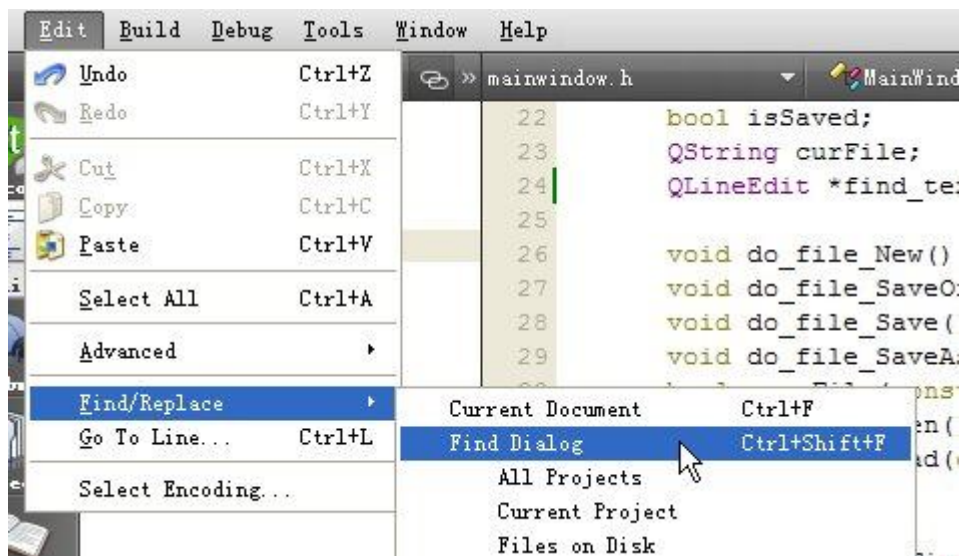 Edit Build Debug Tools Window Help
Undo Ctrl+Z
Redo Ctrl+Y
Cut Ctrl+X
Copy Ctrl+C
Paste Ctrl+V
Select All Ctrl+A
Advanced
Find/Replace
Go To Line... Ctrl+L
Select Encoding...
Current Document Ctrl+F
Find Dialog Ctrl+Shift+F
All Projects
Current Project
Files on Disk
» mainwindow.h MainWind
22 bool isSaved;
23 QString curFile;
24 QLineEdit *find_te
25
26 void do_file_New()
27 void do_file_SaveO
28 void do_file_Save(
29 void do_file_SaveA